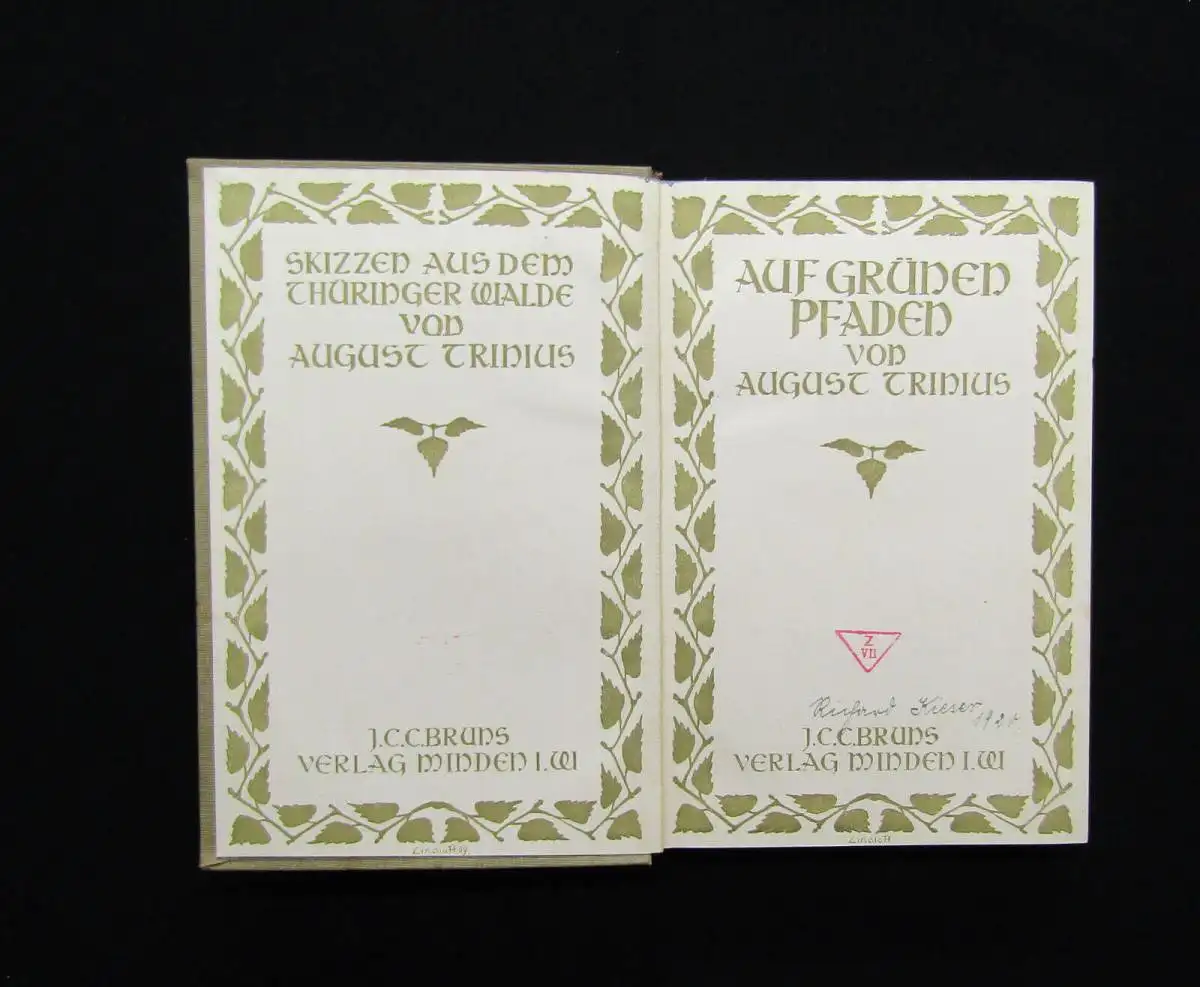 SKIZZEN AUS DEM
THÜRINGER WALDE
VON
AUGUST TRINIUS
J.C.C.BRUNS
VERLAG MINDEN I.W
AUF GRÜNEN
PFADEN
VON
AUGUST TRINIUS
Z
VII
Richard Kieser
J.C.C.BRUNS
VERLAG MINDEN I.W